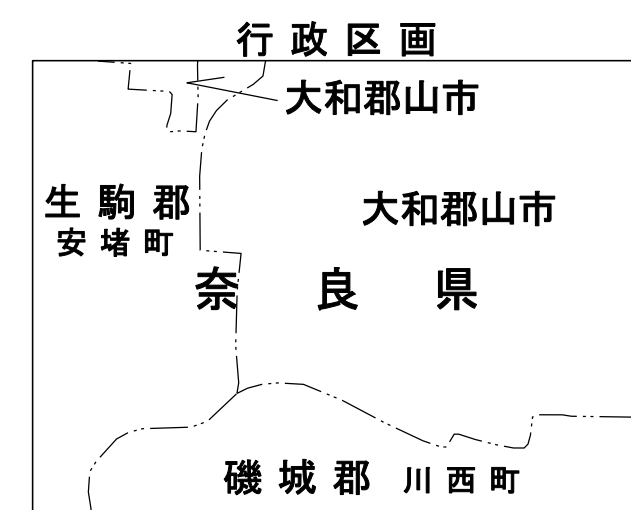 行政区画
大和郡山市
生駒郡
安堵町
大和郡山市
奈良県
磯城郡 川西町